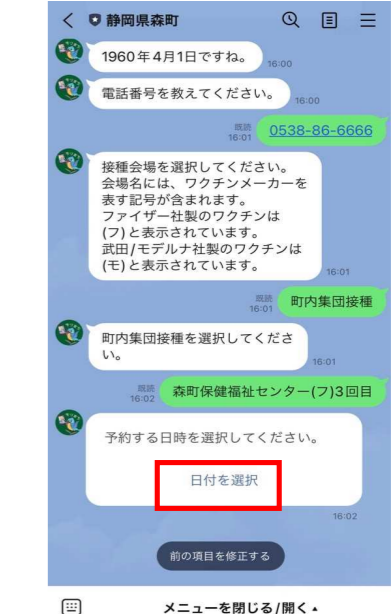 静岡県森町
1960年4月1日ですね。
16:00
電話番号を教えてください。
16:00
既読
16:01
0538-86-6666
接種会場を選択してください。
会場名には、ワクチンメーカーを
表す記号が含まれます。
ファイザー社製のワクチンは
(フ)と表示されています。
武田/モデルナ社製のワクチンは
(モ)と表示されています。
16:01
既読
16:01
町内集団接種
町内集団接種を選択してくださ
い。
16:01
既読
16:02
森町保健福祉センター(フ)3回目
予約する日時を選択してください。
日付を選択
16:02
前の項目を修正する
メニューを閉じる/開く▲